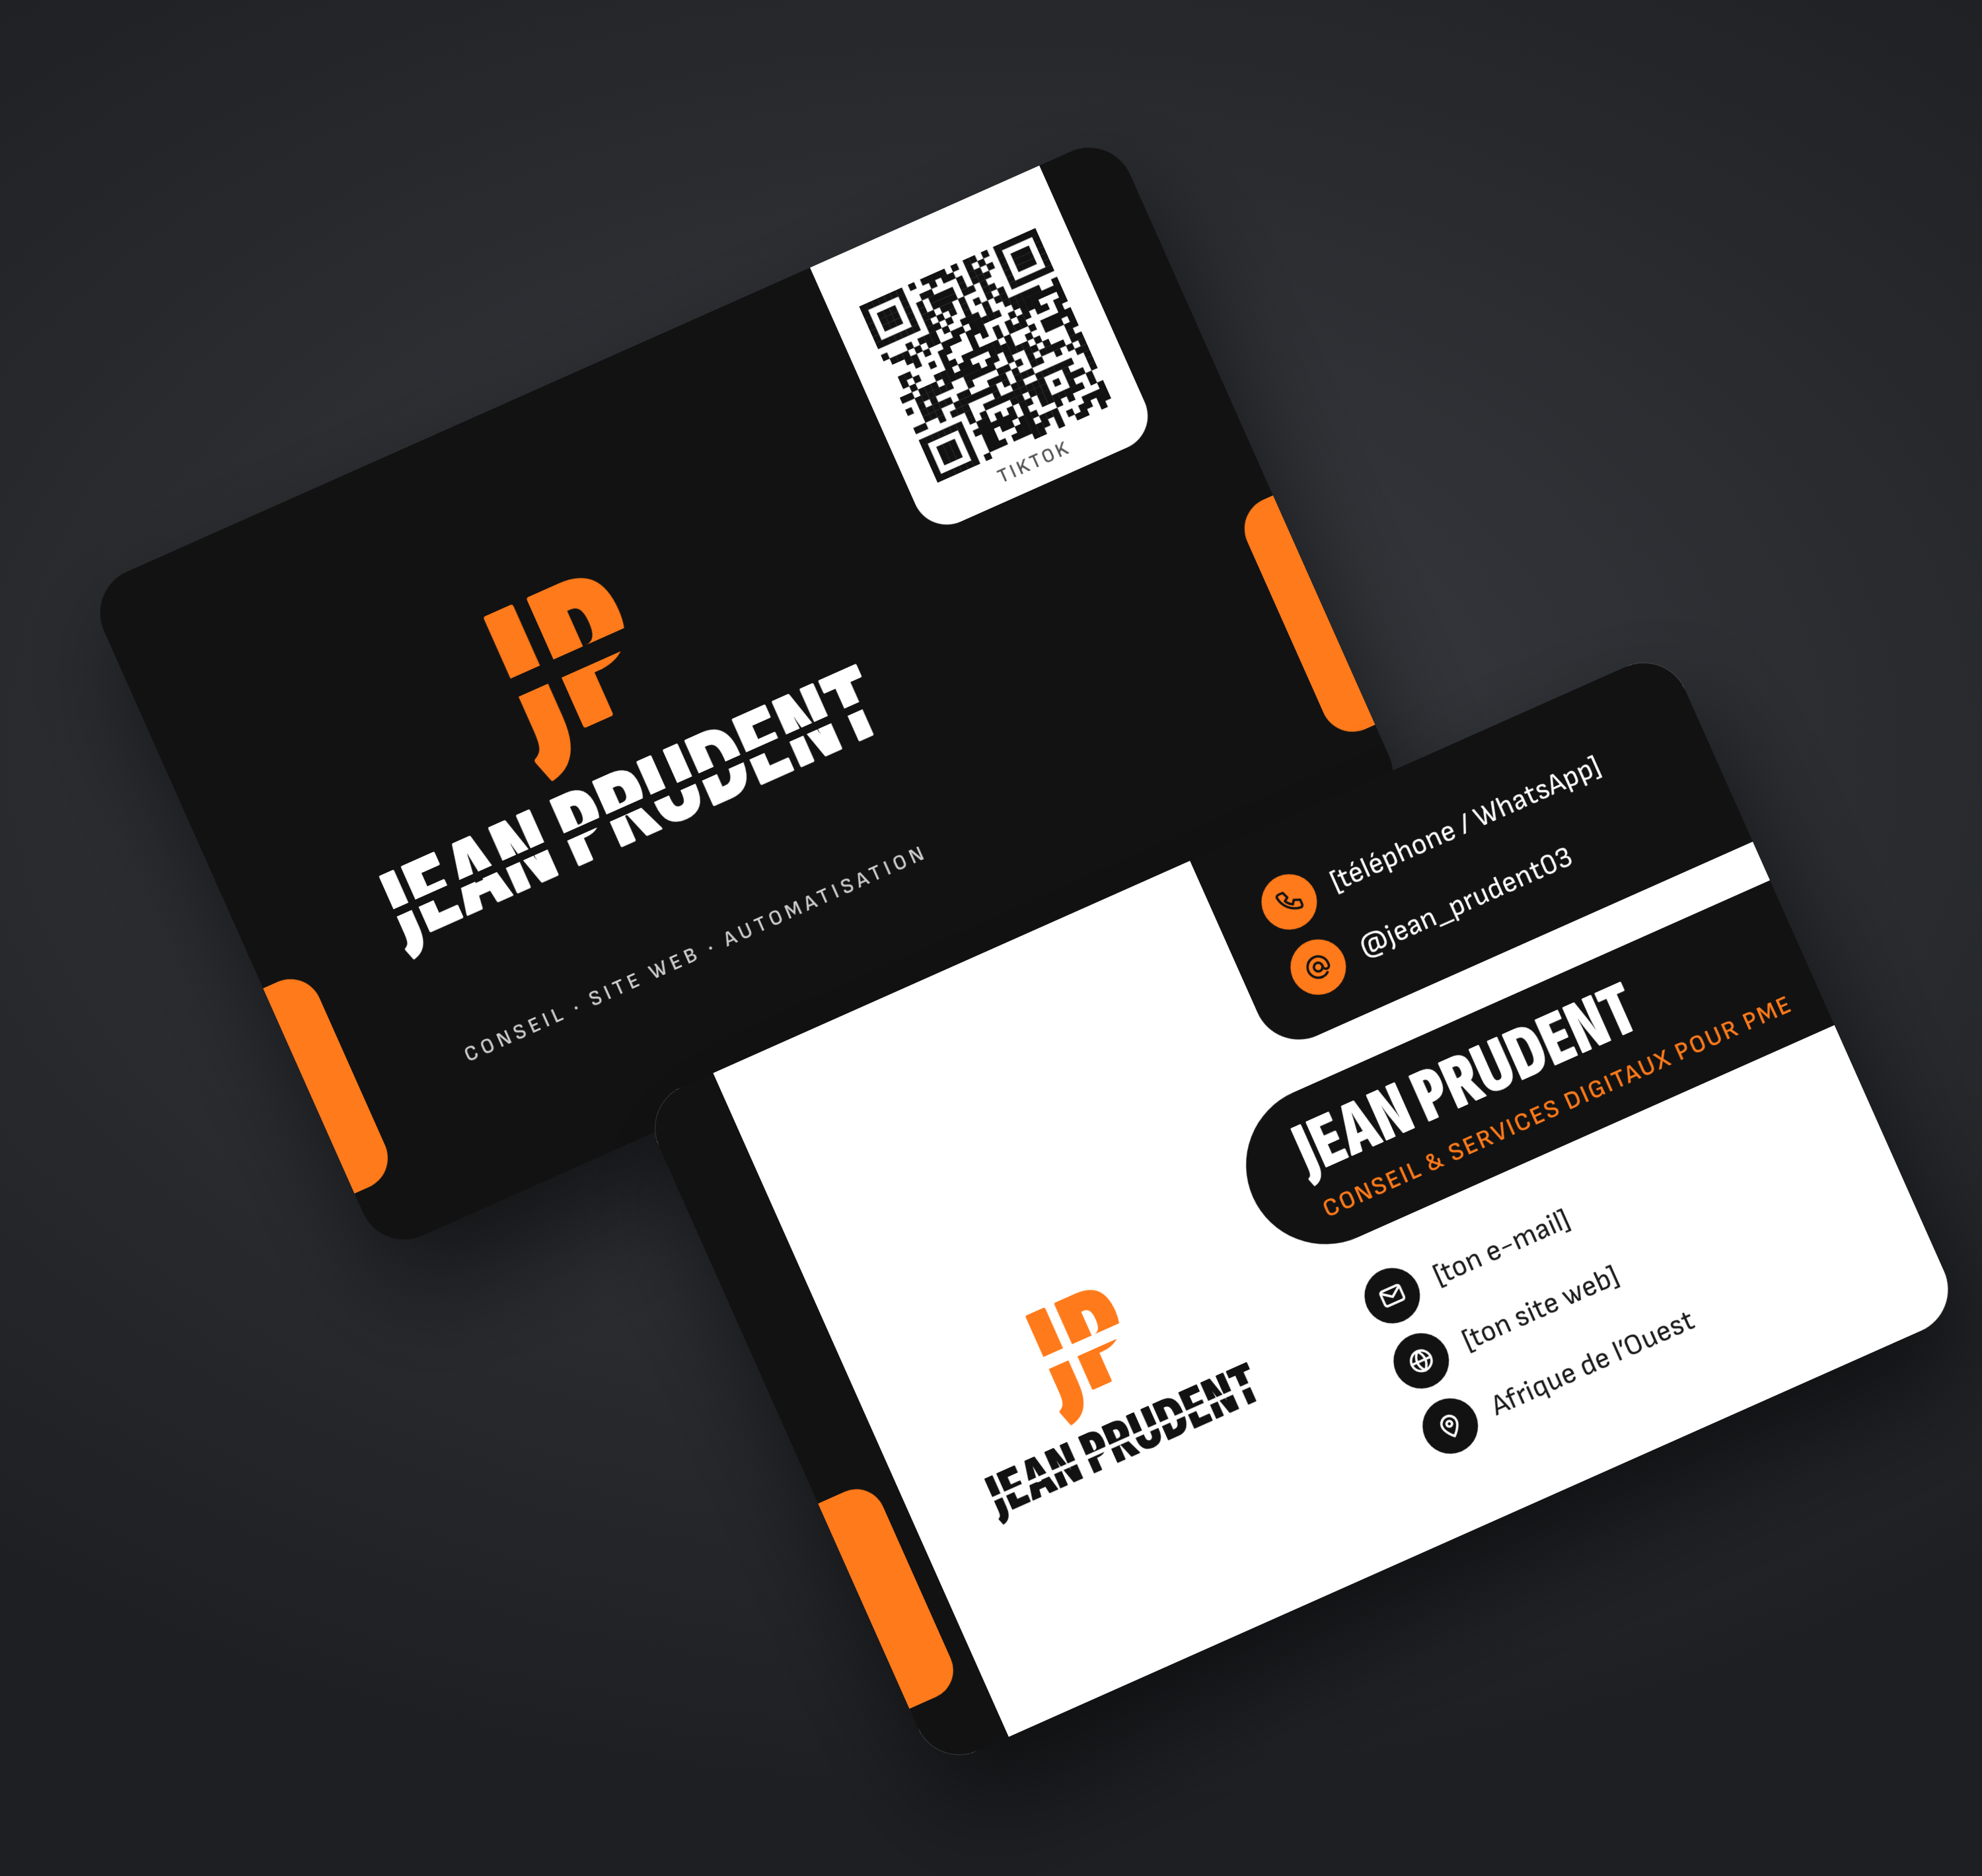 TIKTOK
JP
JEAN PRUDENT
CONSEIL · SITE WEB · AUTOMATISATION
[téléphone / WhatsApp]
@jean_prudent03
JEAN PRUDENT
CONSEIL & SERVICES DIGITAUX POUR PME
JP
JEAN PRUDENT
[ton e-mail]
[ton site web]
Afrique de l'Ouest